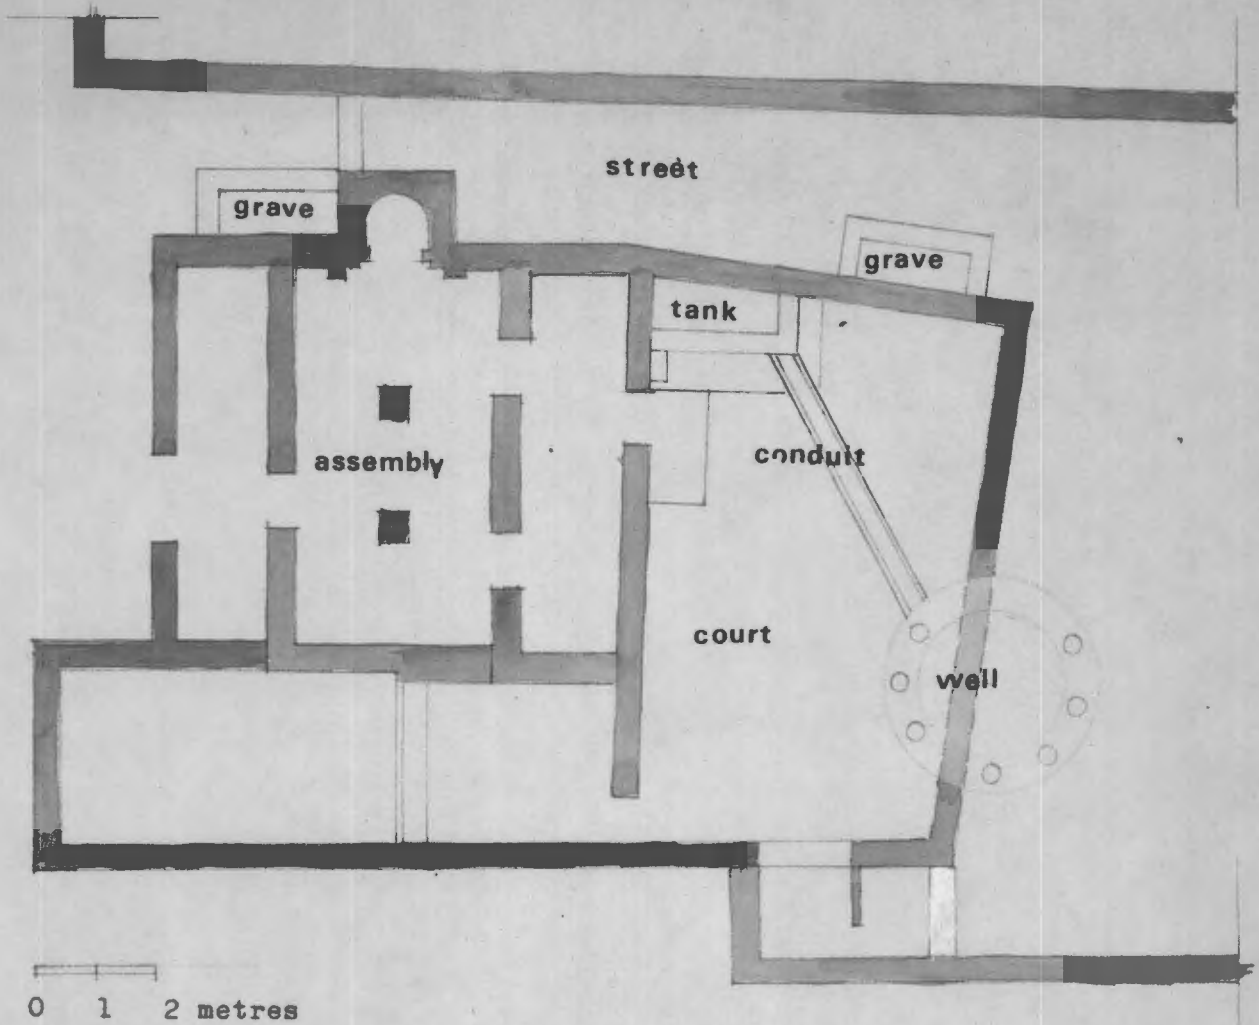 street
grave
grave
tank
assembly
conduit
court
well
0 1 2 metres